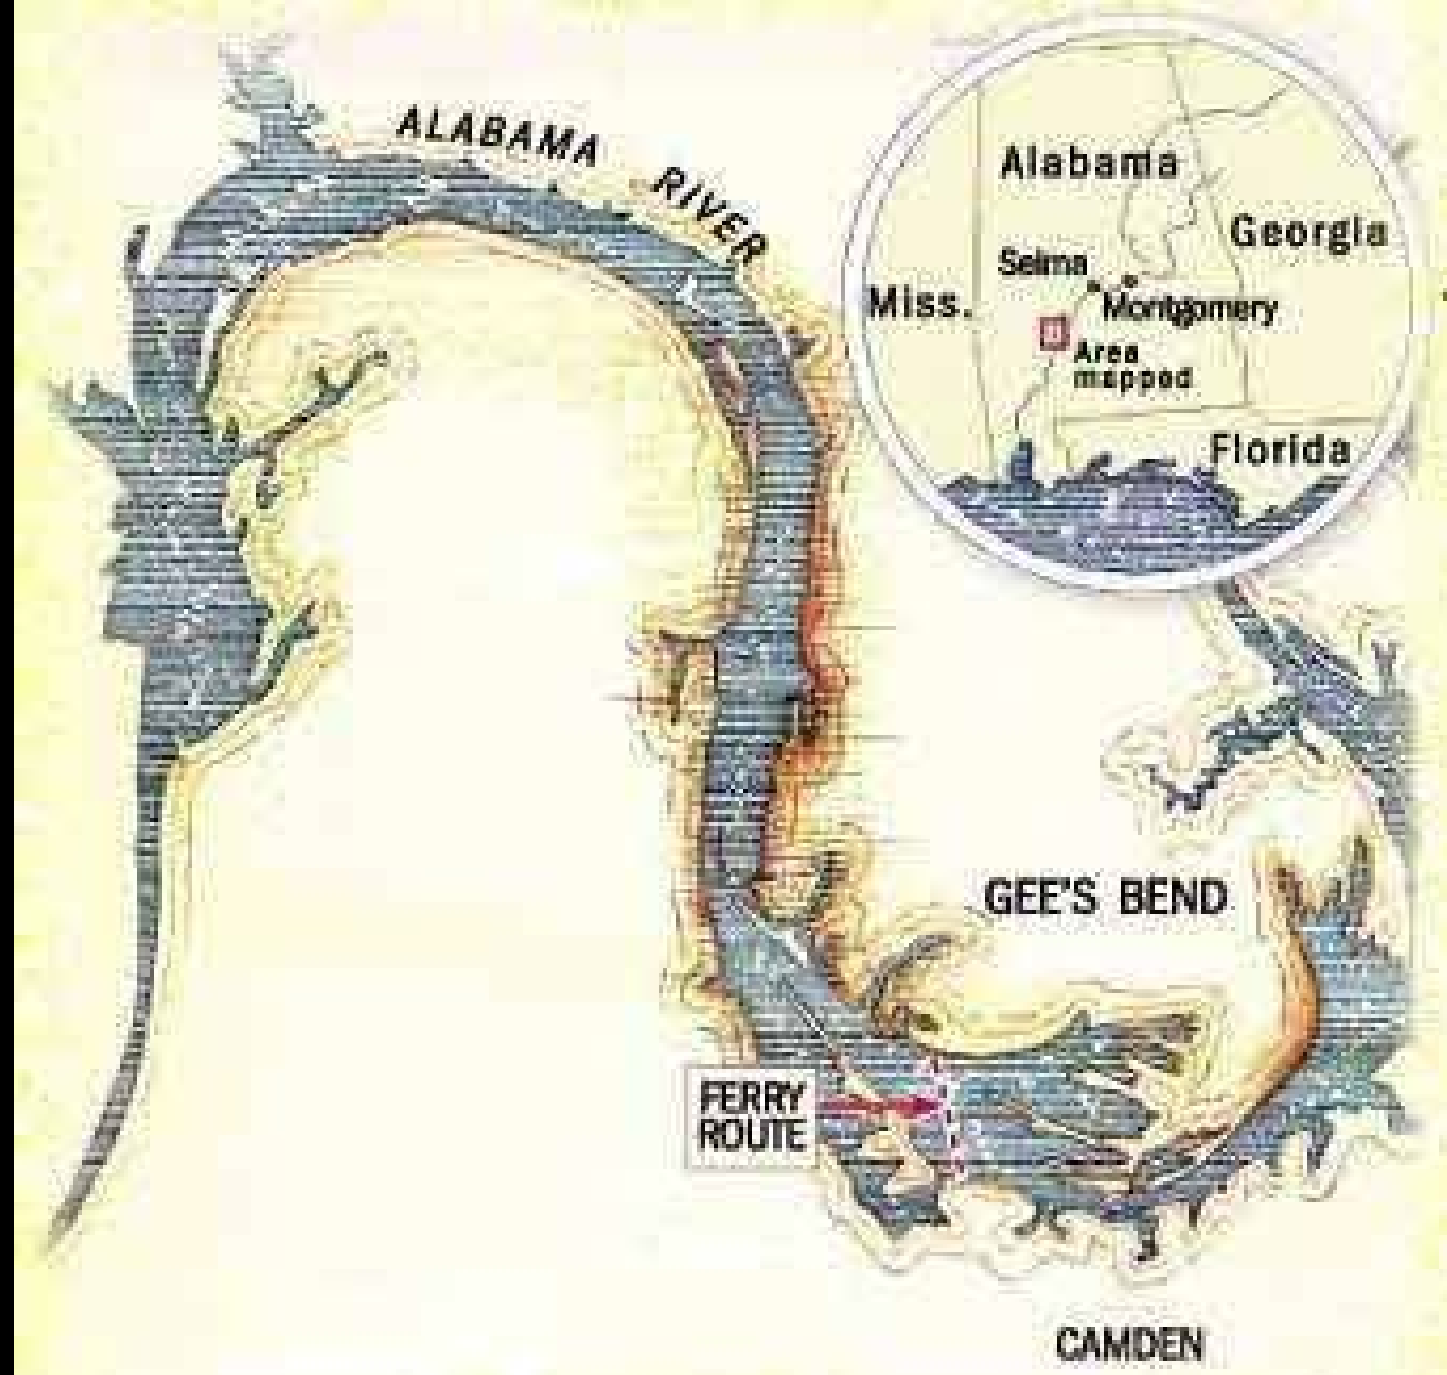 ALABAMA RIVER
Alabama
Georgia
Selma
Miss.
Montgomery
Area
mapped
Florida
GEE'S BEND
FERRY
ROUTE
CAMDEN